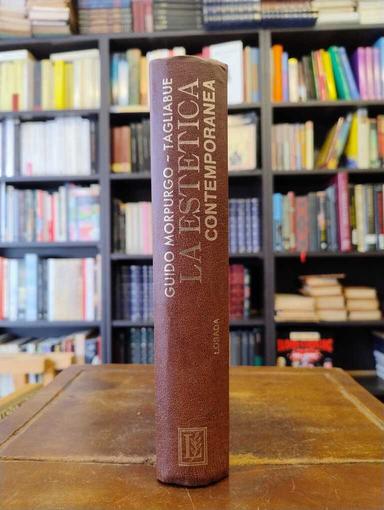 GUIDO MORPURGO - TAGLIABUE
LA ESTETICA
CONTEMPORANEA
LOSADA
L